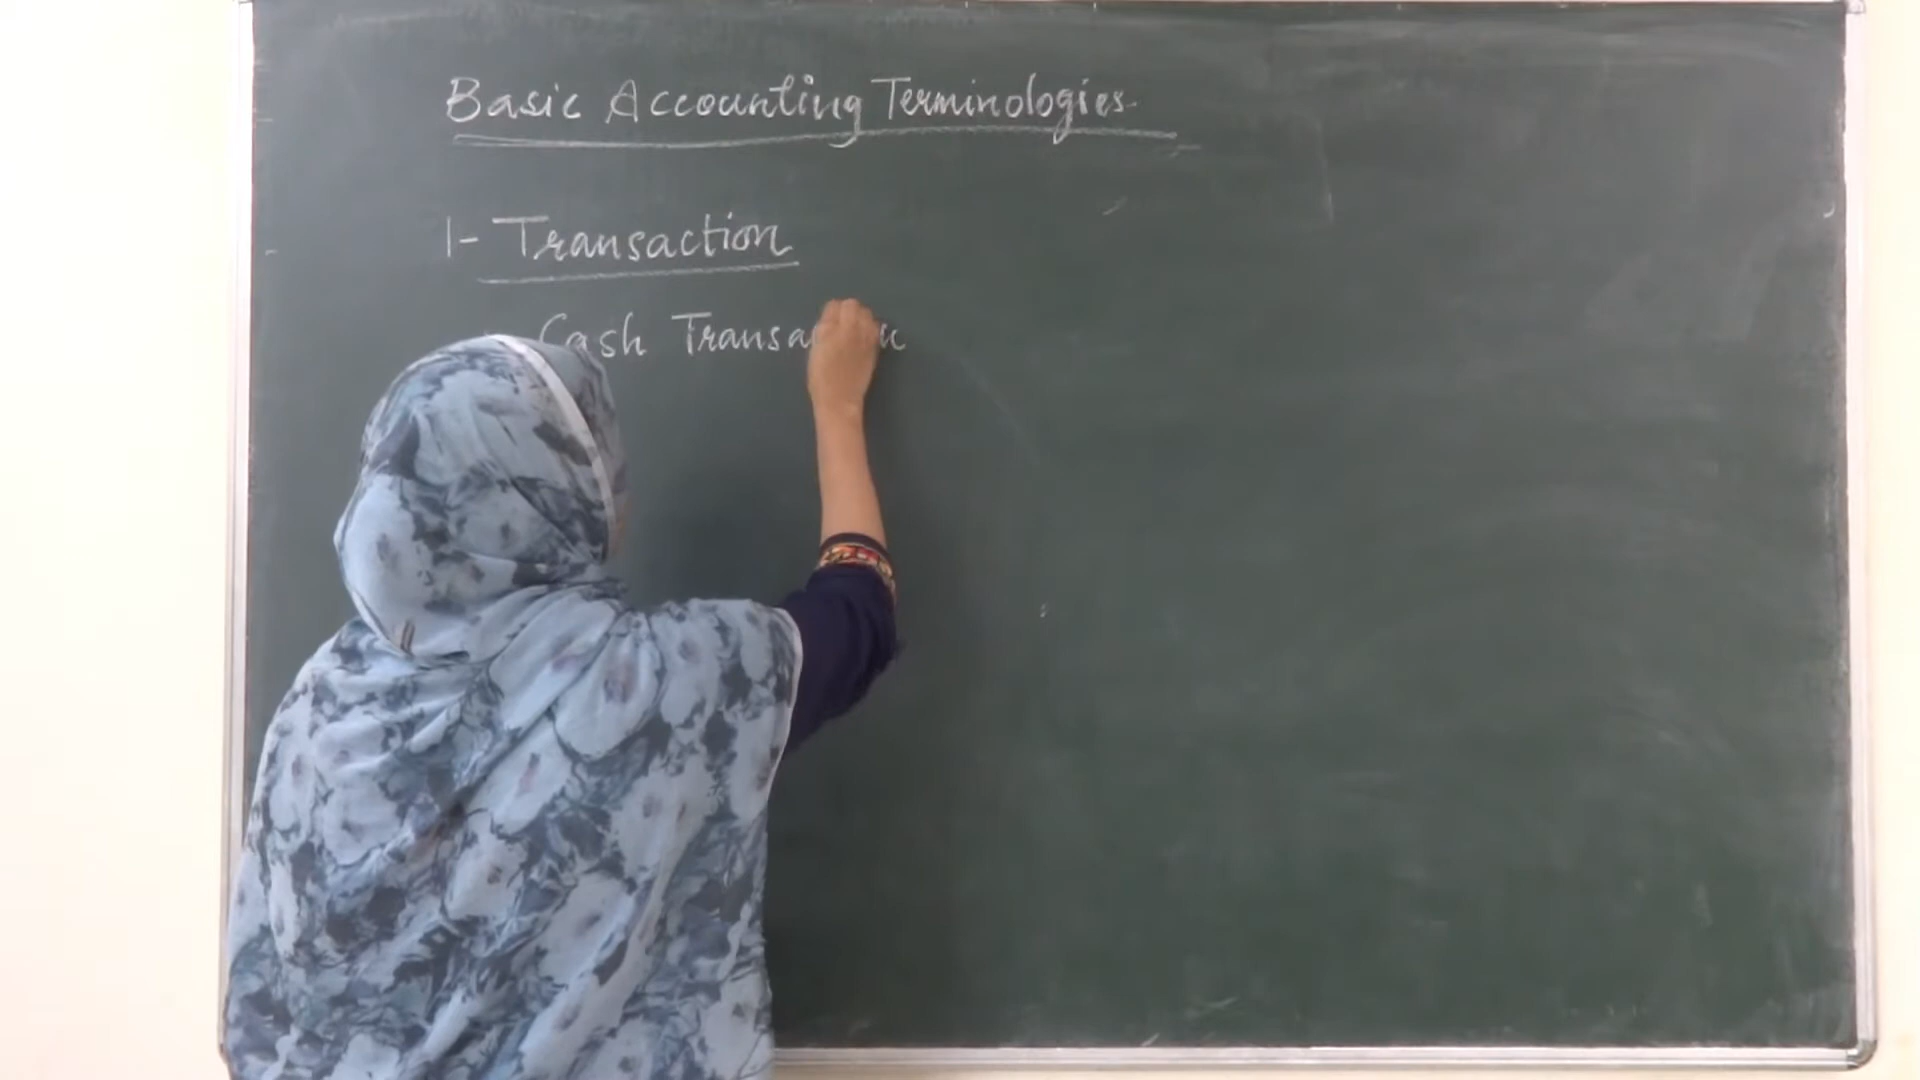 Basic Accounting Terminologies
1- Transaction
Cash